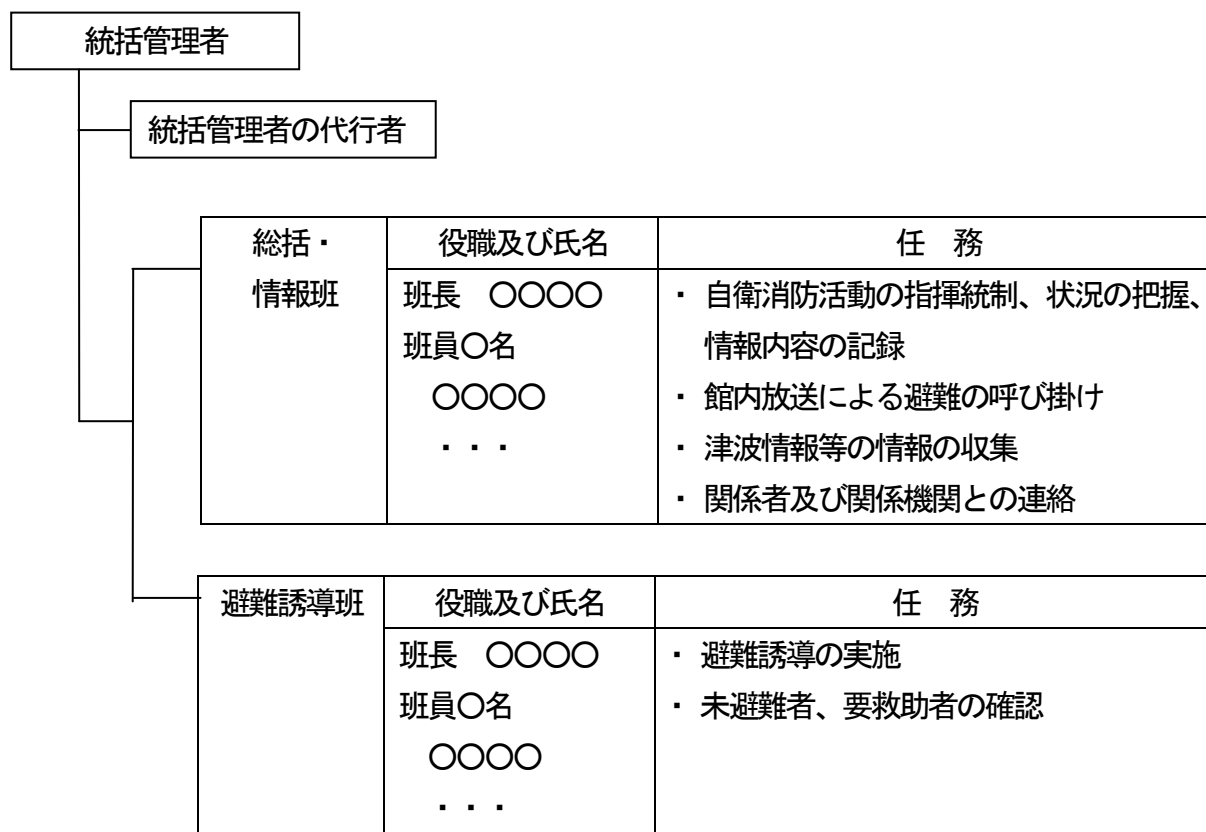 統括管理者
統括管理者の代行者
総括・
情報班
役職及び氏名
任　務
班長　〇〇〇〇
班員〇名
〇〇〇〇
・・・
・ 自衛消防活動の指揮統制、状況の把握、
情報内容の記録
・ 館内放送による避難の呼び掛け
・ 津波情報等の情報の収集
・ 関係者及び関係機関との連絡
避難誘導班
役職及び氏名
任　務
班長　〇〇〇〇
班員〇名
〇〇〇〇
・・・
・ 避難誘導の実施
・ 未避難者、要救助者の確認